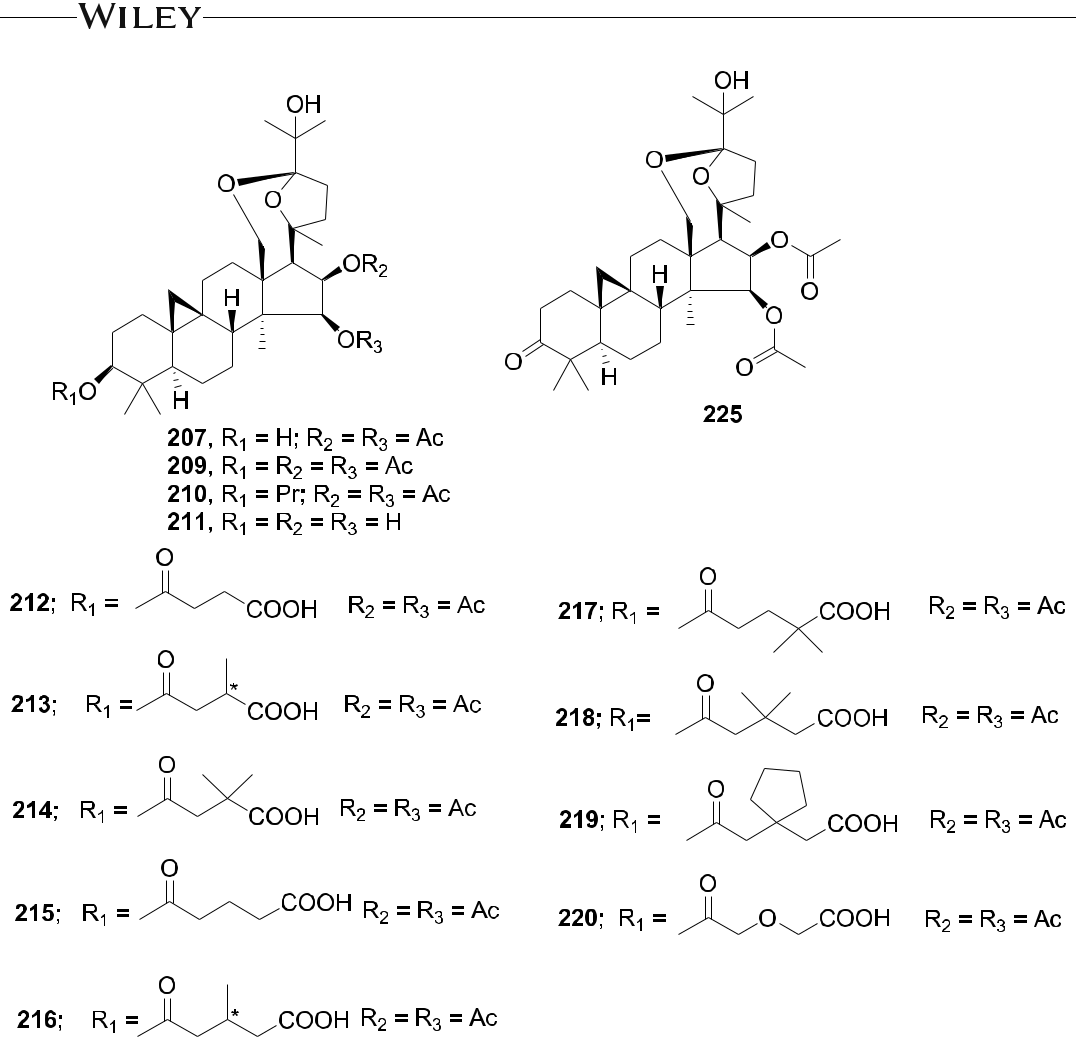 WILEY
OH
O
O
OR₂
H
OR₃
R₁O
H
207, R₁ = H; R₂ = R₃ = Ac
209, R₁ = R₂ = R₃ = Ac
210, R₁ = Pr; R₂ = R₃ = Ac
211, R₁ = R₂ = R₃ = H
OH
O
O
O
O
H
O
O
O
H
225
O
212; R₁ = COOH R₂ = R₃ = Ac
O
213; R₁ = * COOH R₂ = R₃ = Ac
O
214; R₁ = COOH R₂ = R₃ = Ac
O
215; R₁ = COOH R₂ = R₃ = Ac
O
216; R₁ = * COOH R₂ = R₃ = Ac
O
217; R₁ = COOH R₂ = R₃ = Ac
O
218; R₁= COOH R₂ = R₃ = Ac
O
219; R₁ = COOH R₂ = R₃ = Ac
O
220; R₁ = O COOH R₂ = R₃ = Ac